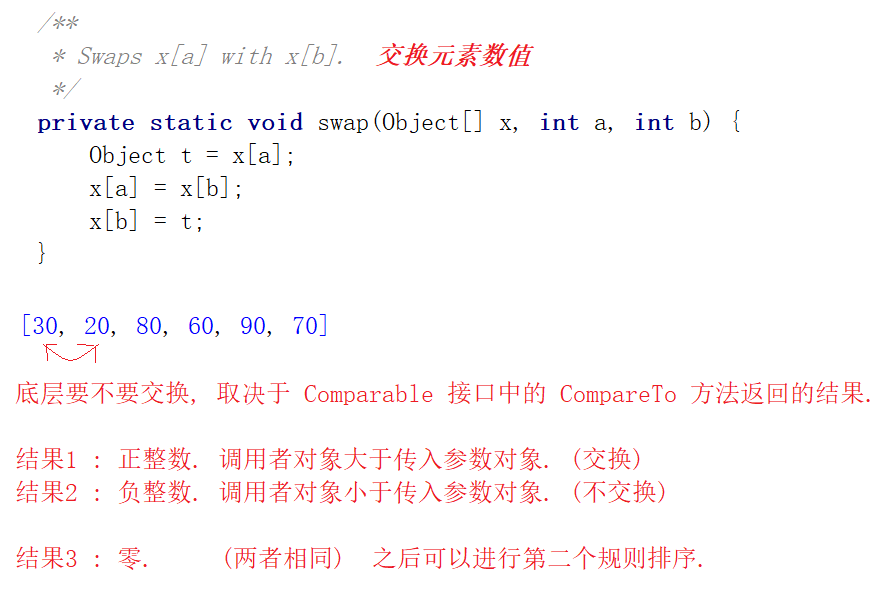 /**
* Swaps x[a] with x[b]. 交换元素数值
*/
private static void swap(Object[] x, int a, int b) {
Object t = x[a];
x[a] = x[b];
x[b] = t;
}
[30, 20, 80, 60, 90, 70]
底层要不要交换, 取决于 Comparable 接口中的 CompareTo 方法返回的结果.
结果1 : 正整数. 调用者对象大于传入参数对象. (交换)
结果2 : 负整数. 调用者对象小于传入参数对象. (不交换)
结果3 : 零. (两者相同) 之后可以进行第二个规则排序.